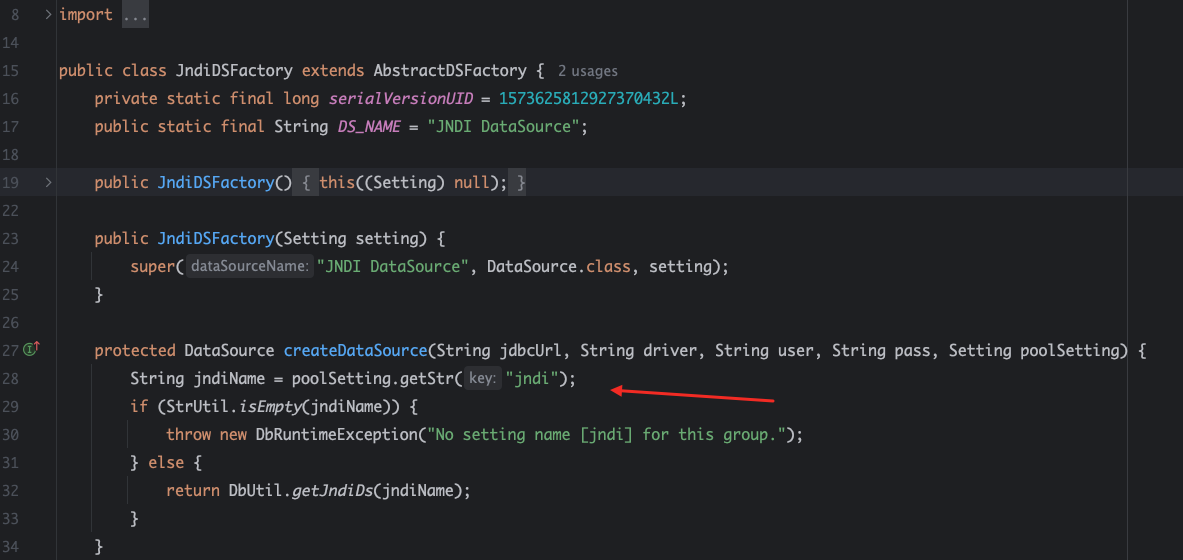 8 import ...
14
15 public class JndiDSFactory extends AbstractDSFactory { 2 usages
16 private static final long serialVersionUID = 1573625812927370432L;
17 public static final String DS_NAME = "JNDI DataSource";
18
19 public JndiDSFactory() { this((Setting) null); }
22
23 public JndiDSFactory(Setting setting) {
24 super( dataSourceName: "JNDI DataSource", DataSource.class, setting);
25 }
26
27 protected DataSource createDataSource(String jdbcUrl, String driver, String user, String pass, Setting poolSetting) {
28 String jndiName = poolSetting.getStr( key: "jndi");
29 if (StrUtil.isEmpty(jndiName)) {
30 throw new DbRuntimeException("No setting name [jndi] for this group.");
31 } else {
32 return DbUtil.getJndiDs(jndiName);
33 }
34 }